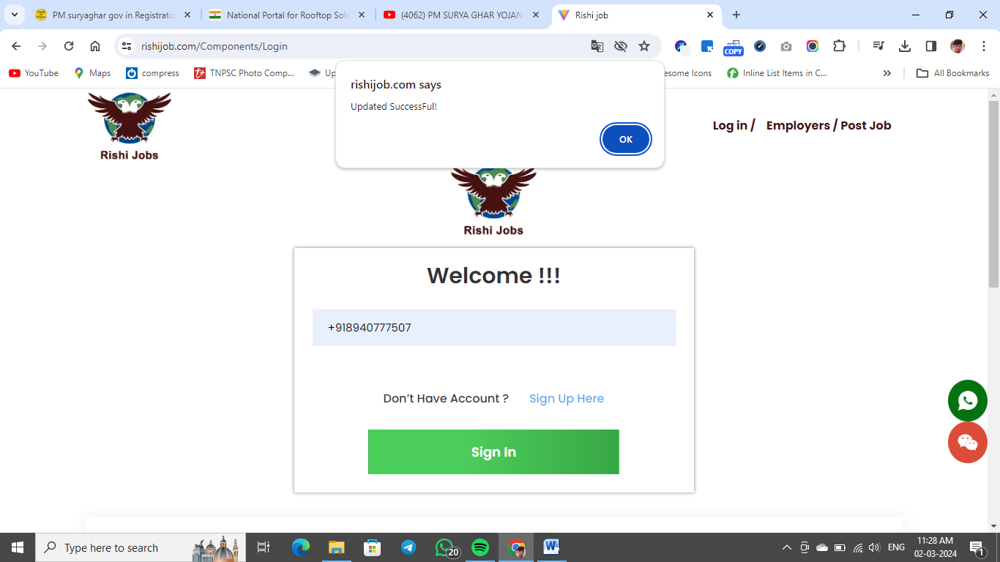 PM suryaghar gov in Registratio
National Portal for Rooftop Sola
(4062) PM SURYA GHAR YOJAN
Rishi job
rishijob.com/Components/Login
COPY
YouTube
Maps
compress
TNPSC Photo Comp...
Up
esome Icons
Inline List Items in C...
All Bookmarks
rishijob.com says
Updated SuccessFul!
OK
Rishi Jobs
Log in /
Employers / Post Job
Rishi Jobs
Welcome !!!
+918940777507
Don’t Have Account ?
Sign Up Here
Sign In
Type here to search
20
ENG
11:28 AM
02-03-2024
1